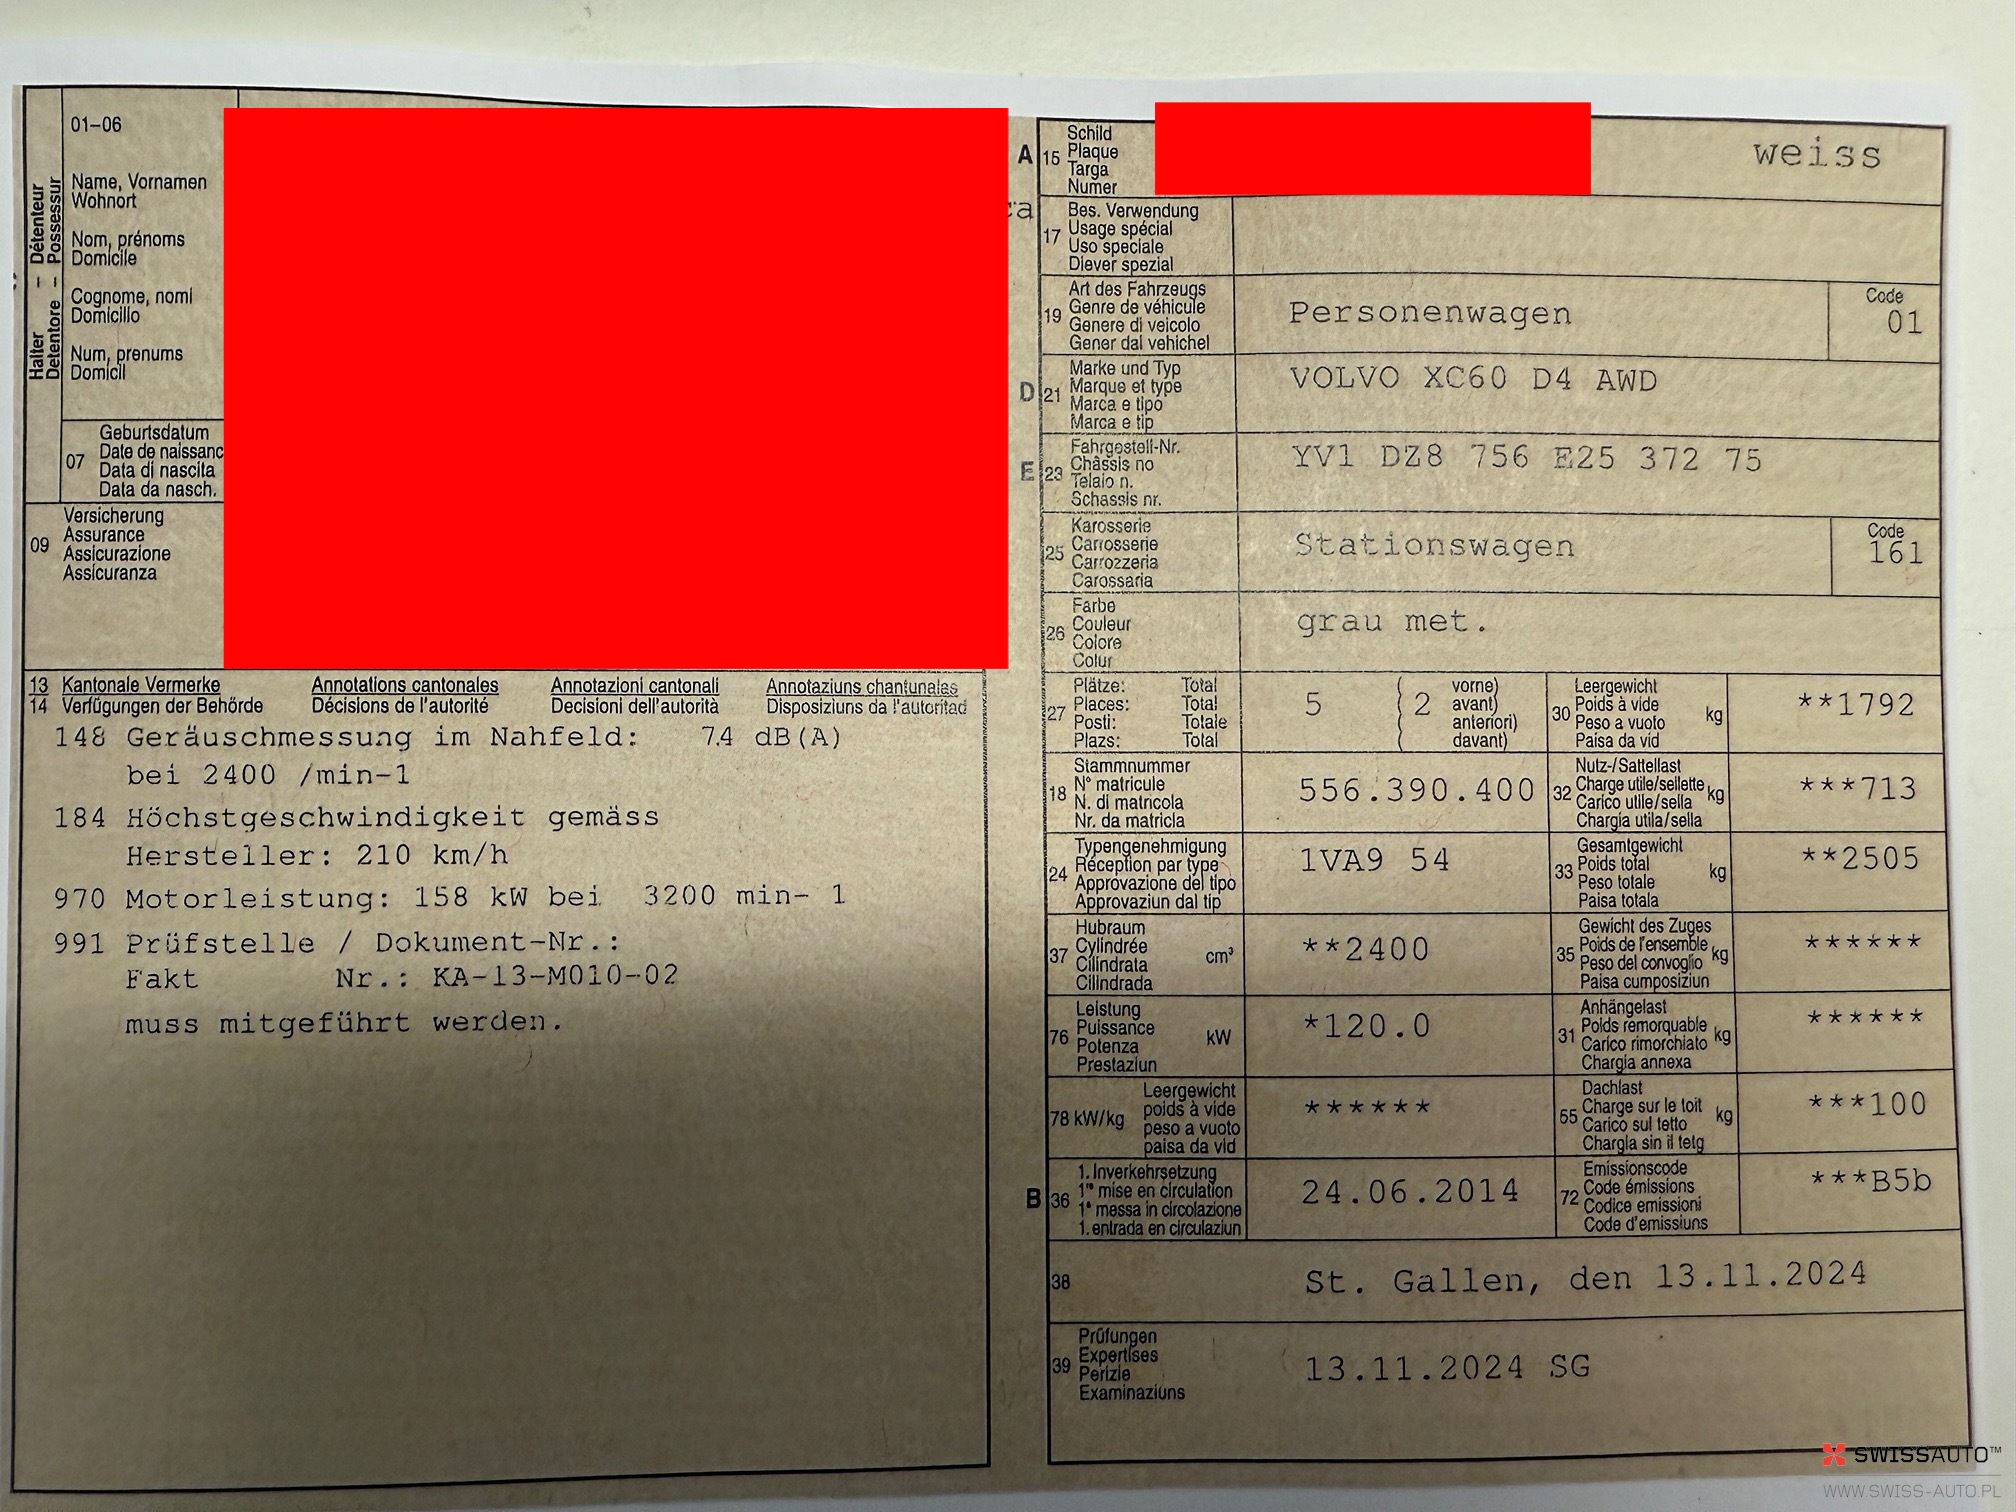 01-06
Halter – Détenteur
Detentore – Possessur
Name, Vornamen
Wohnort
Nom, prénoms
Domicile
Cognome, nomi
Domicilio
Num, prenums
Domicil
07
Geburtsdatum
Date de naissanc
Data di nascita
Data da nasch.
09
Versicherung
Assurance
Assicurazione
Assicuranza
13 Kantonale Vermerke Annotations cantonales Annotazioni cantonali Annotaziuns chantunales
14 Verfügungen der Behörde Décisions de l'autorité Decisioni dell'autorità Disposiziuns da l'autoritad
148 Geräuschmessung im Nahfeld: 74 dB(A)
bei 2400 /min-1
184 Höchstgeschwindigkeit gemäss
Hersteller: 210 km/h
970 Motorleistung: 158 kW bei 3200 min- 1
991 Prüfstelle / Dokument-Nr.:
Fakt Nr.: KA-13-M010-02
muss mitgeführt werden.
A 15
Schild
Plaque
Targa
Numer
weiss
17
Bes. Verwendung
Usage spécial
Uso speciale
Diever spezial
19
Art des Fahrzeugs
Genre de véhicule
Genere di veicolo
Gener dal vehichel
Personenwagen
Code
01
D 21
Marke und Typ
Marque et type
Marca e tipo
Marca e tip
VOLVO XC60 D4 AWD
E 23
Fahrgestell-Nr.
Châssis no
Telaio n.
Schassis nr.
YV1 DZ8 756 E25 372 75
25
Karosserie
Carrosserie
Carrozzeria
Carossaria
Stationswagen
Code
161
26
Farbe
Couleur
Colore
Colur
grau met.
27
Plätze: Total
Places: Total
Posti: Totale
Plazs: Total
5 ( 2
vorne)
avant)
anteriori)
davant)
30
Leergewicht
Poids à vide
Peso a vuoto
Paisa da vid
kg
**1792
18
Stammnummer
N° matricule
N. di matricola
Nr. da matricla
556.390.400
32
Nutz-/Sattellast
Charge utile/sellette
Carico utile/sella
Chargia utila/sella
kg
***713
24
Typengenehmigung
Réception par type
Approvazione del tipo
Approvaziun dal tip
1VA9 54
33
Gesamtgewicht
Poids total
Peso totale
Paisa totala
kg
**2505
37
Hubraum
Cylindrée
Cilindrata
Cilindrada
cm³
**2400
35
Gewicht des Zuges
Poids de l'ensemble
Peso del convoglio
Paisa cumposiziun
kg
******
76
Leistung
Puissance
Potenza
Prestaziun
kW
*120.0
31
Anhängelast
Poids remorquable
Carico rimorchiato
Chargia annexa
kg
******
78 kW/kg
Leergewicht
poids à vide
peso a vuoto
paisa da vid
******
55
Dachlast
Charge sur le toit
Carico sul tetto
Chargia sin il tetg
kg
***100
B 36
1. Inverkehrsetzung
1re mise en circulation
1a messa in circolazione
1. entrada en circulaziun
24.06.2014
72
Emissionscode
Code émissions
Codice emissioni
Code d'emissiuns
***B5b
38
St. Gallen, den 13.11.2024
39
Prüfungen
Expertises
Perizie
Examinaziuns
13.11.2024 SG
SWISSAUTO™
WWW.SWISS-AUTO.PL